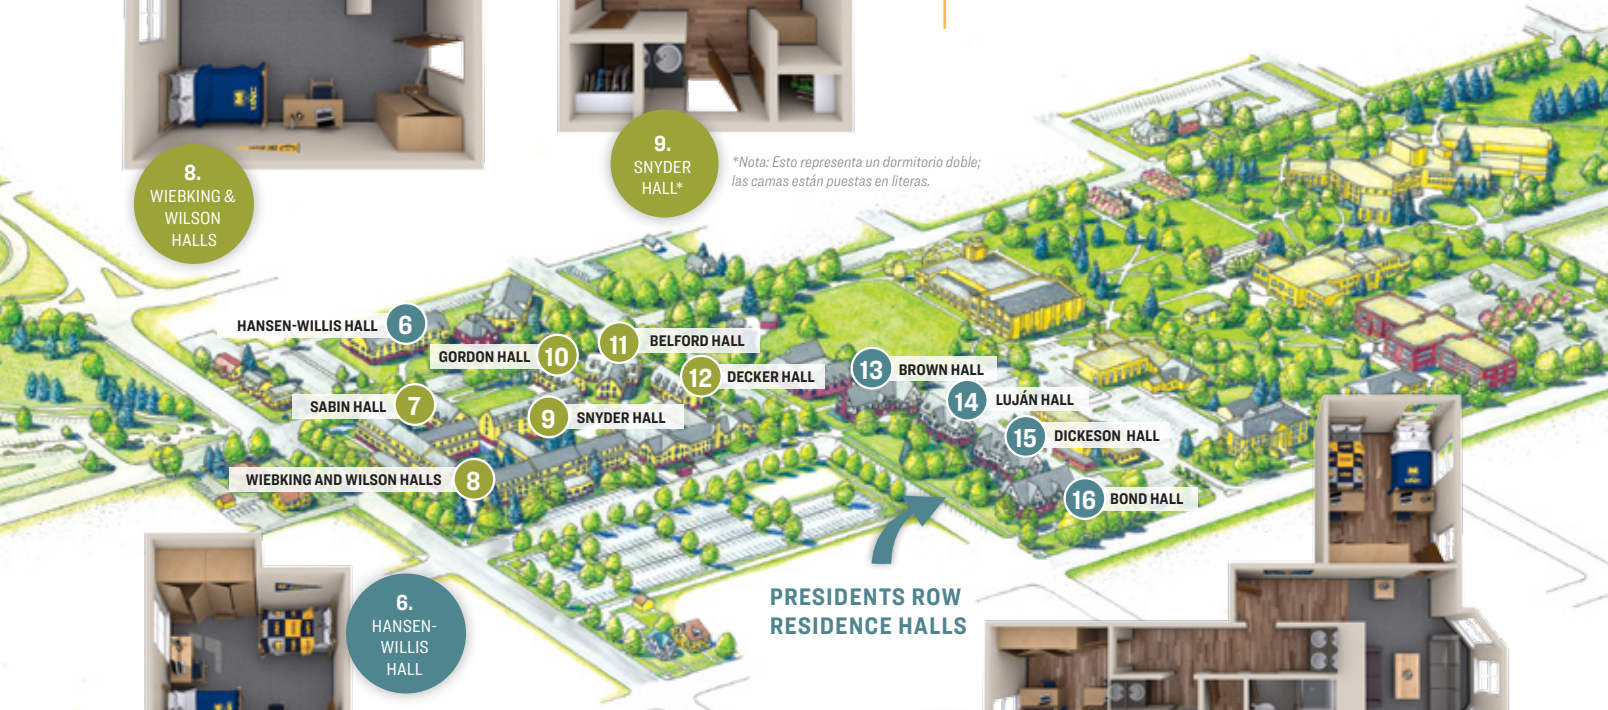 8.
WIEBKING &
WILSON
HALLS
9.
SNYDER
HALL*
*Nota: Esto representa un dormitorio doble;
las camas están puestas en literas.
HANSEN-WILLIS HALL 6
GORDON HALL 10
11 BELFORD HALL
12 DECKER HALL
13 BROWN HALL
14 LUJÁN HALL
SABIN HALL 7
9 SNYDER HALL
15 DICKESON HALL
WIEBKING AND WILSON HALLS 8
16 BOND HALL
PRESIDENTS ROW
RESIDENCE HALLS
6.
HANSEN-
WILLIS
HALL
UNC